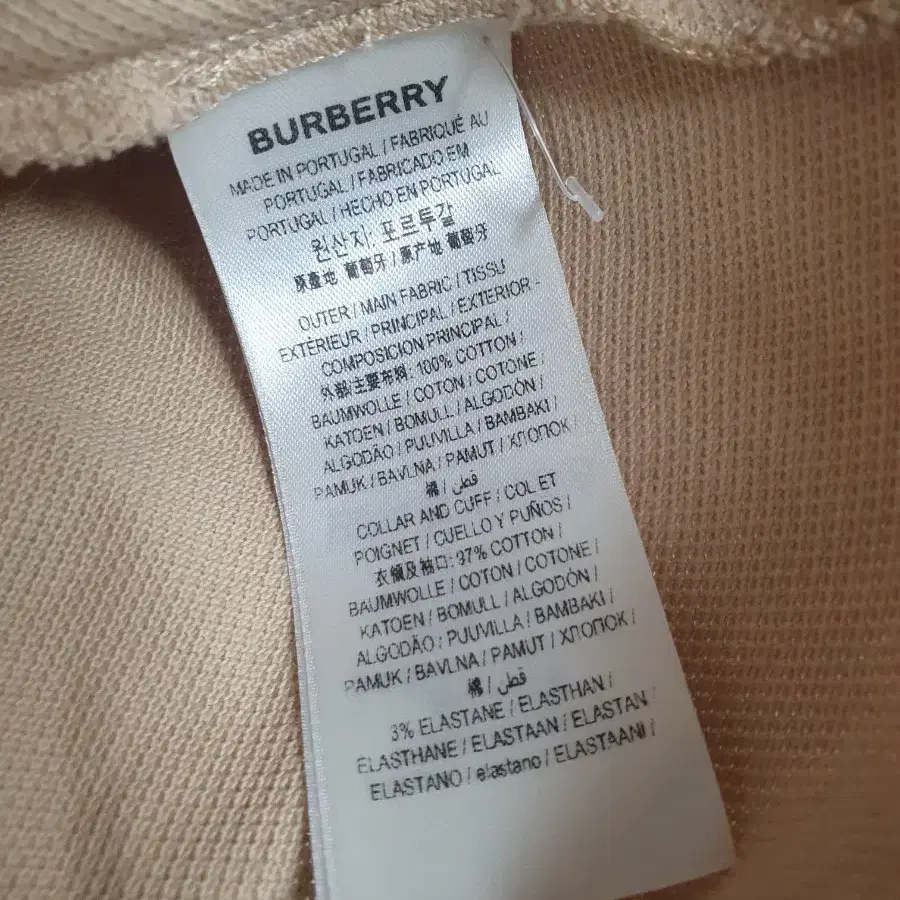 BURBERRY
MADE IN PORTUGAL / FABRIQUÉ AU
PORTUGAL / FABRICADO EM
PORTUGAL / HECHO EN PORTUGAL
원산지: 포르투갈
原產地 葡萄牙 / 原产地 葡萄牙
OUTER / MAIN FABRIC / TISSU
EXTÉRIEUR / PRINCIPAL / EXTERIOR -
COMPOSICION PRINCIPAL /
外部/主要布料: 100% COTTON /
BAUMWOLLE / COTON / COTONE /
KATOEN / BOMULL / ALGODÓN /
ALGODÃO / PUUVILLA / BAMBAKI /
PAMUK / BAVLNA / PAMUT / ХЛОПОК /
棉 / قطن
COLLAR AND CUFF / COL ET
POIGNET / CUELLO Y PUÑOS /
衣領及袖口: 97% COTTON /
BAUMWOLLE / COTON / COTONE /
KATOEN / BOMULL / ALGODÓN /
ALGODÃO / PUUVILLA / BAMBAKI /
PAMUK / BAVLNA / PAMUT / ХЛОПОК /
棉 / قطن
3% ELASTANE / ELASTHAN /
ÉLASTHANE / ELASTAAN / ELASTAN
ELASTANO / elastano / ELASTAANI /